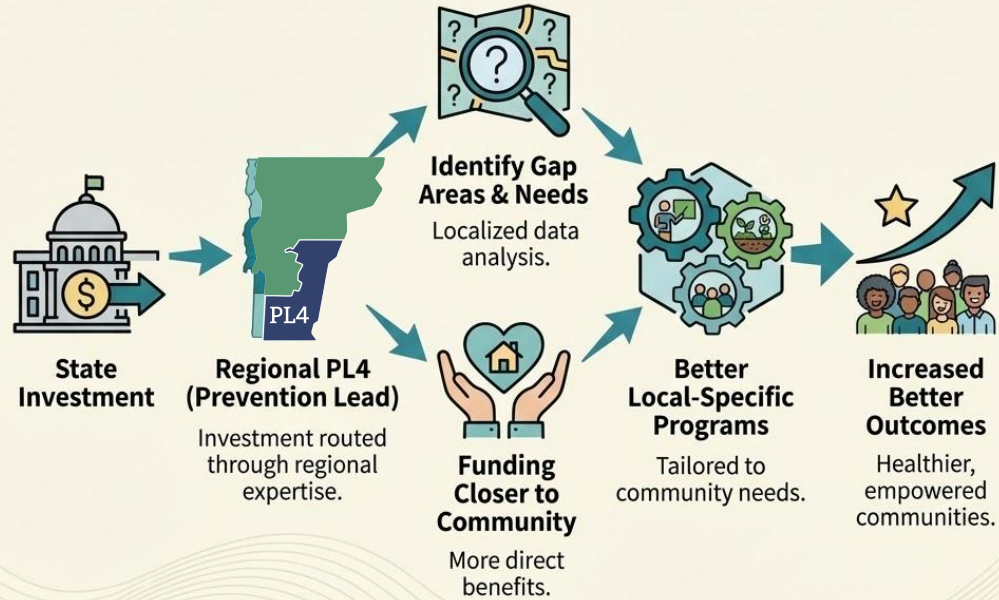 State
Investment
PL4
Regional PL4
(Prevention Lead)
Investment routed
through regional
expertise.
?
?
?
?
?
Identify Gap
Areas & Needs
Localized data
analysis.
Funding
Closer to
Community
More direct
benefits.
Better
Local-Specific
Programs
Tailored to
community needs.
Increased
Better
Outcomes
Healthier,
empowered
communities.
$